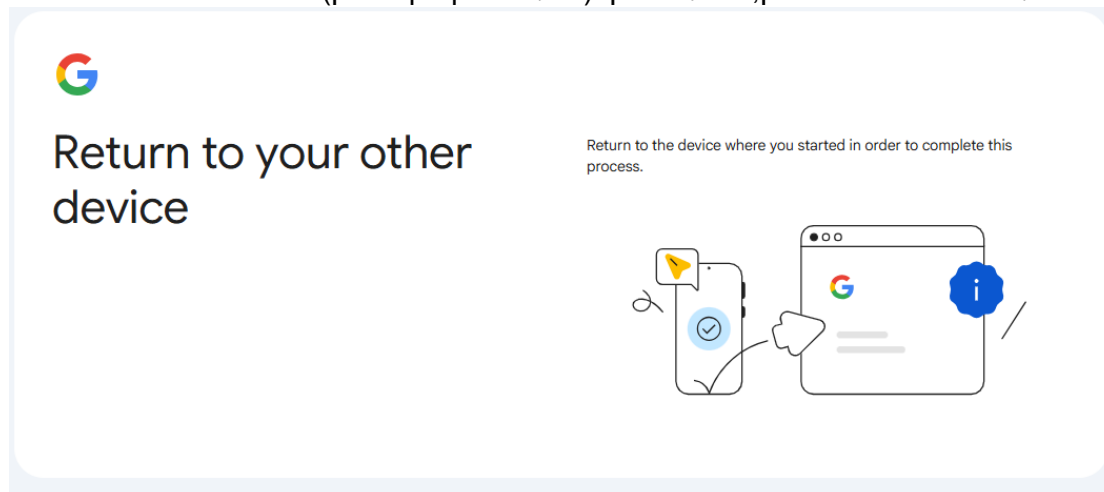 Return to your other
device
Return to the device where you started in order to complete this
process.